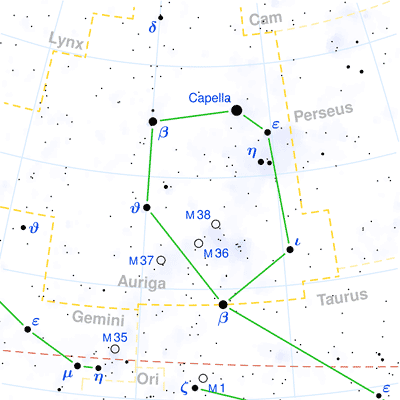 Cam
δ
Lynx
Capella
Perseus
β
ε
η
ϑ
M 38
ϑ
M 36
ι
M 37
Auriga
Taurus
β
Gemini
ε
M 35
μ
η
Ori
ζ
M 1
ε